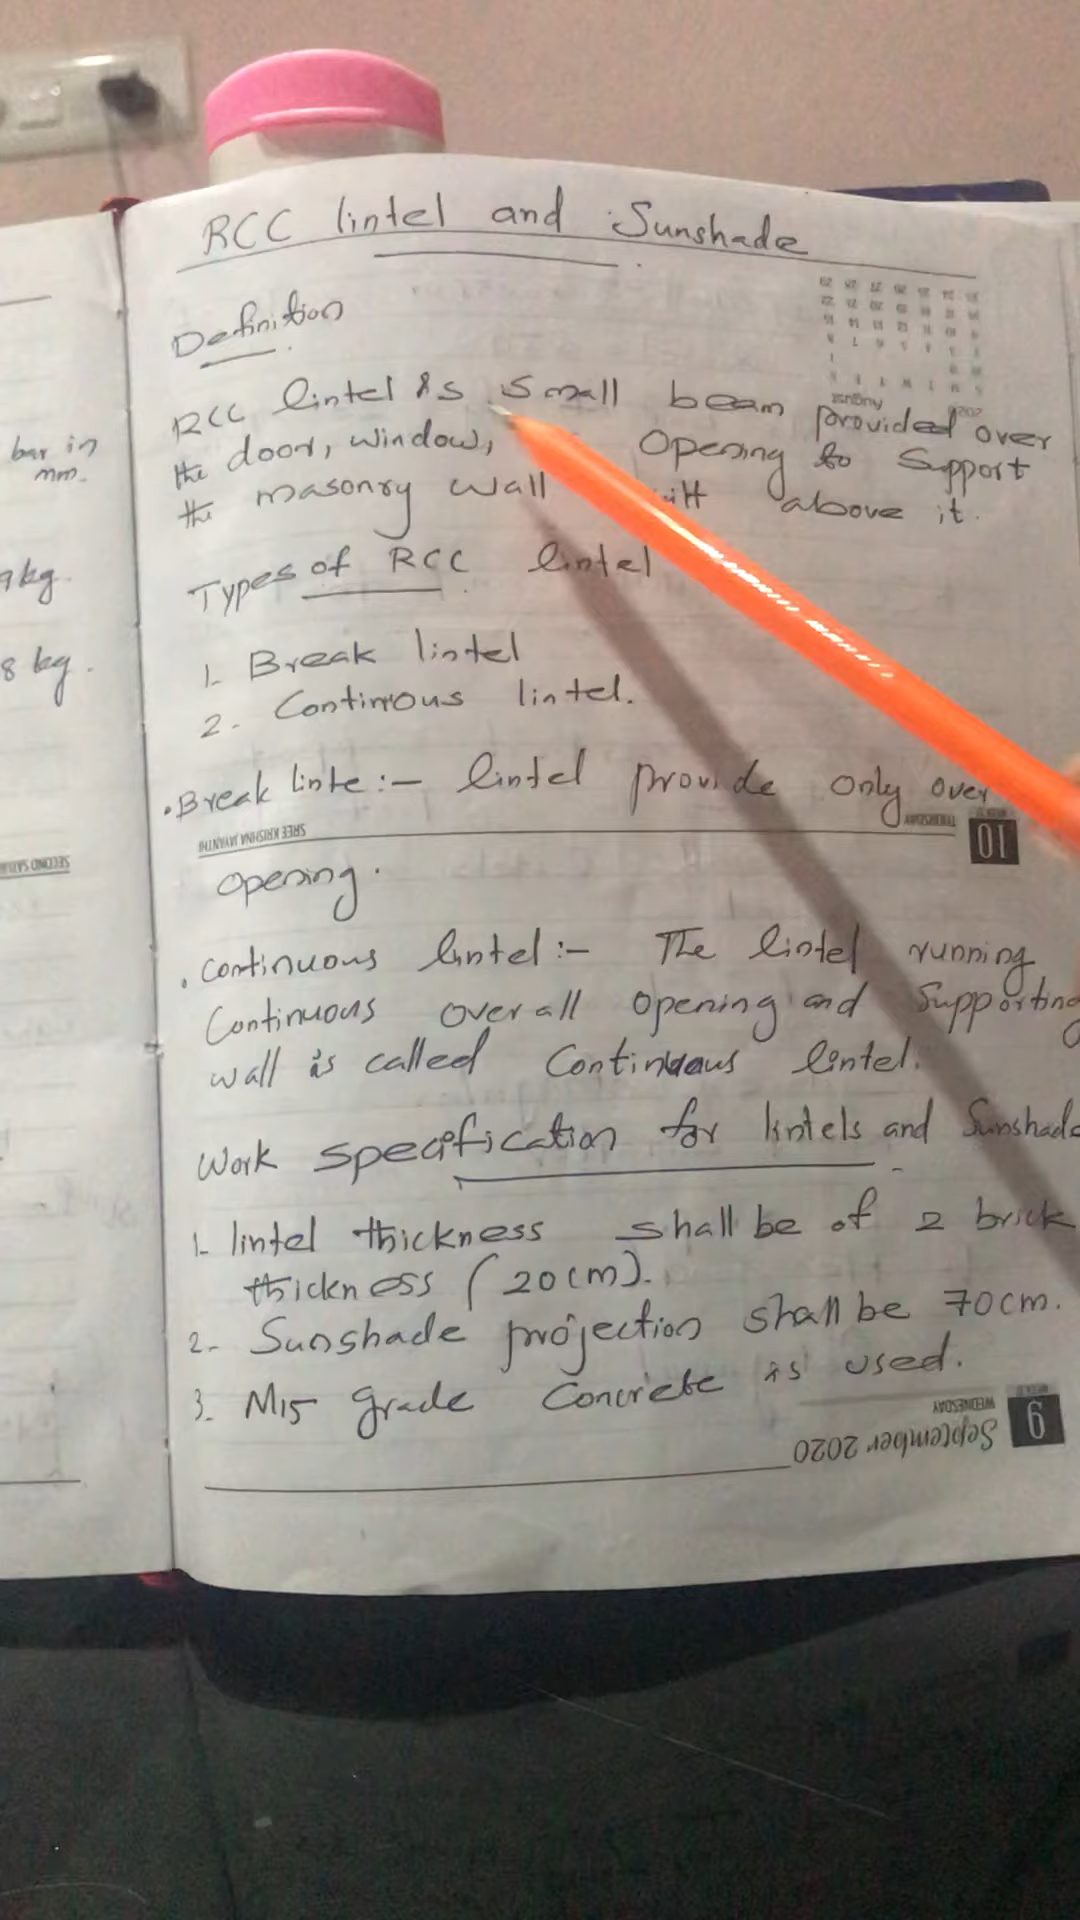 RCC lintel and Sunshade
Definition
RCC lintel is small beam provided over
the door, window, Opening to Support
the masonry wall above it.
Types of RCC lintel
1. Break lintel
2. Continous lintel.
. Break linte :- lintel provide only over
SREE KRISHNA JAYANTHI
THURSDAY
10
opening.
. continuous lintel :- The lintel running
Continuous over all opening and Supporting
wall is called Continuous lintel.
Work specification for lintels and Sunshade
1. lintel thickness shall be of 2 brick
thickness (20cm).
2. Sunshade projection shall be 70cm.
3. M15 grade Concrete is used.
9
WEDNESDAY
September 2020
August
bar in
mm.
9 kg.
8 kg.